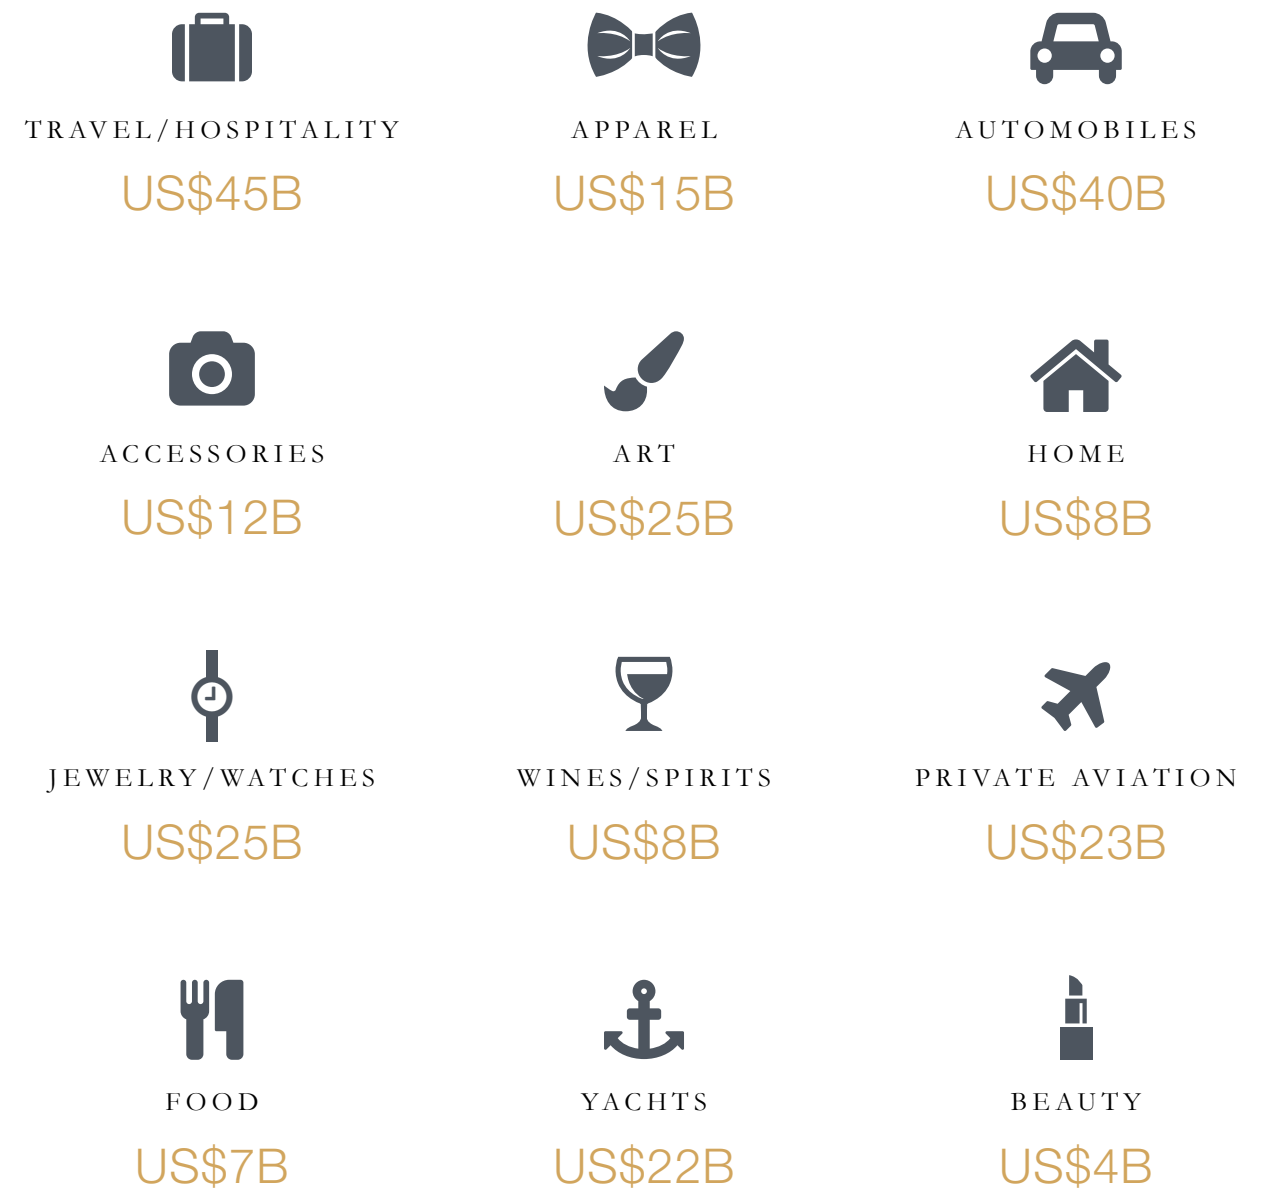 TRAVEL/HOSPITALITY
US$45B
APPAREL
US$15B
AUTOMOBILES
US$40B
ACCESSORIES
US$12B
ART
US$25B
HOME
US$8B
JEWELRY/WATCHES
US$25B
WINES/SPIRITS
US$8B
PRIVATE AVIATION
US$23B
FOOD
US$7B
YACHTS
US$22B
BEAUTY
US$4B